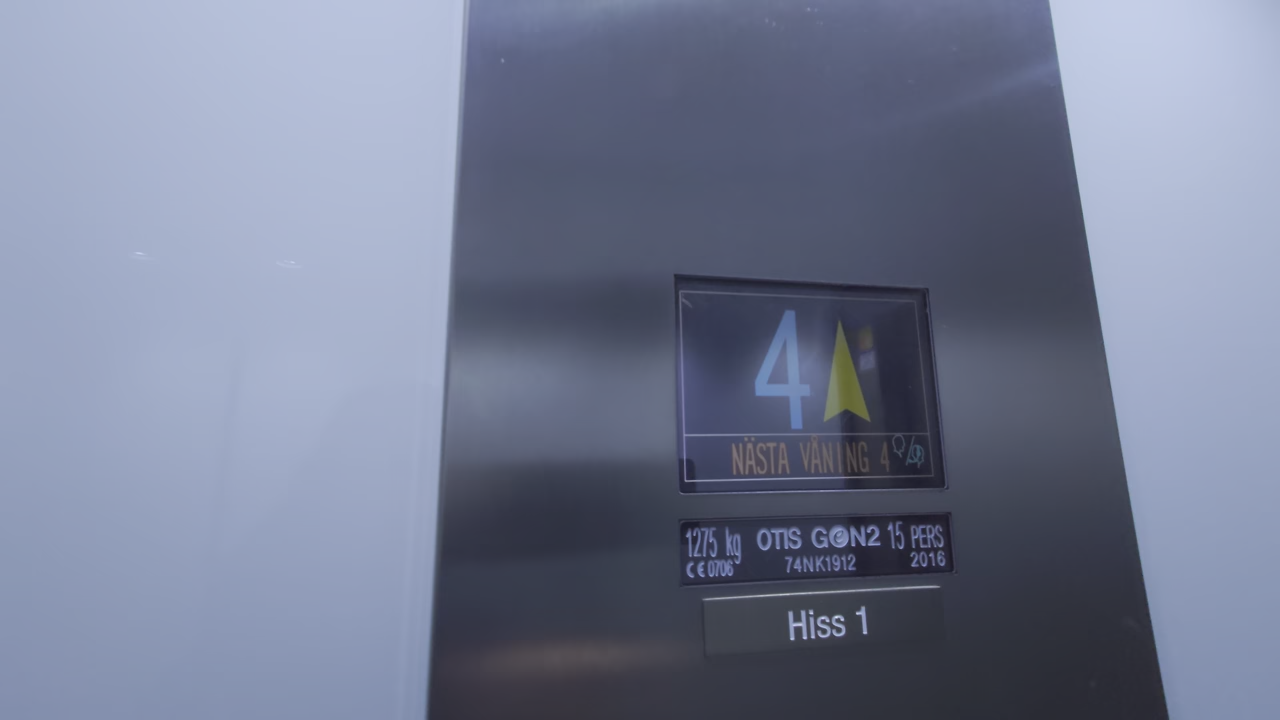 4
NÄSTA VÅNING 4
1275 kg OTIS GeN2 15 PERS
CE 0706 74NK1912 2016
Hiss 1